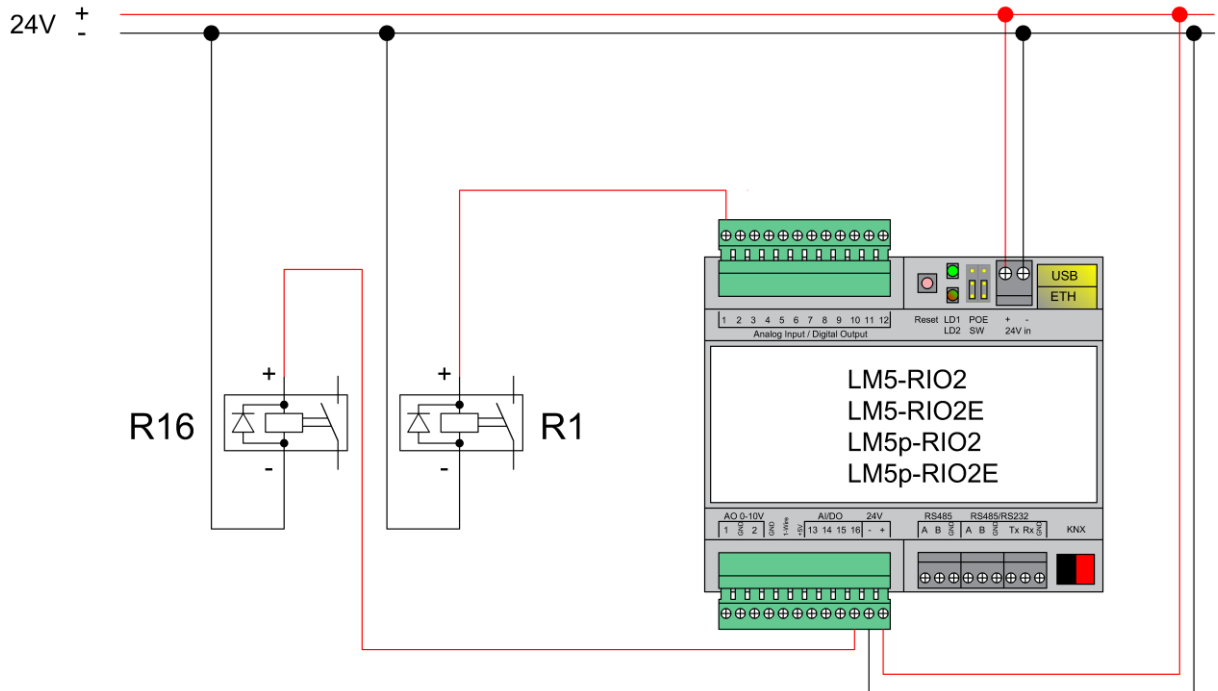 24V + -
1 2 3 4 5 6 7 8 9 10 11 12
Analog Input / Digital Output
Reset LD1 POE + -
LD2 SW 24V in
USB
ETH
LM5-RIO2
LM5-RIO2E
LM5p-RIO2
LM5p-RIO2E
R16 + -
+ - R1
AO 0-10V AI/DO 24V RS485 RS485/RS232
1 GND 2 GND 1-Wire +5V 13 14 15 16 - + A B GND A B GND Tx Rx GND KNX